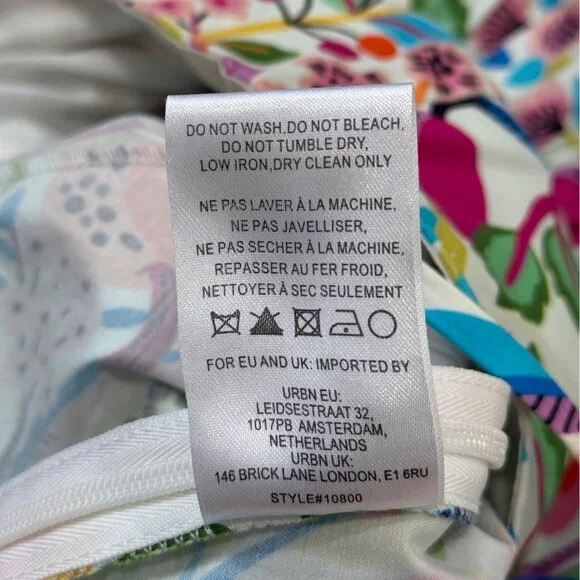 DO NOT WASH,DO NOT BLEACH,
DO NOT TUMBLE DRY,
LOW IRON,DRY CLEAN ONLY
NE PAS LAVER À LA MACHINE,
NE PAS JAVELLISER,
NE PAS SECHER À LA MACHINE,
REPASSER AU FER FROID,
NETTOYER À SEC SEULEMENT
FOR EU AND UK: IMPORTED BY
URBN EU:
LEIDSESTRAAT 32,
1017PB AMSTERDAM,
NETHERLANDS
URBN UK:
146 BRICK LANE LONDON, E1 6RU
STYLE#10800